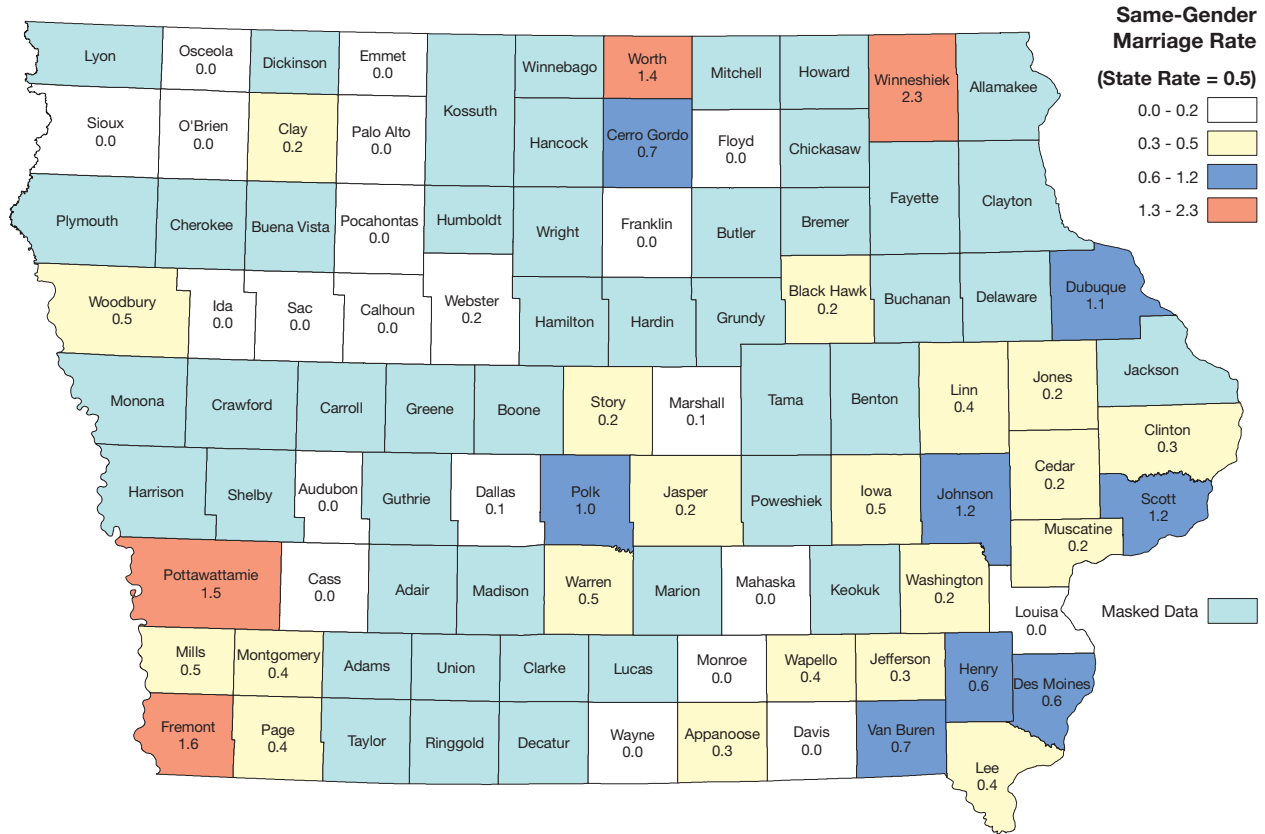 Same-Gender
Marriage Rate
(State Rate = 0.5)
0.0 - 0.2
0.3 - 0.5
0.6 - 1.2
1.3 - 2.3
Masked Data
Lyon
Osceola
0.0
Dickinson
Emmet
0.0
Kossuth
Winnebago
Worth
1.4
Mitchell
Howard
Winneshiek
2.3
Allamakee
Sioux
0.0
O'Brien
0.0
Clay
0.2
Palo Alto
0.0
Hancock
Cerro Gordo
0.7
Floyd
0.0
Chickasaw
Plymouth
Cherokee
Buena Vista
Pocahontas
0.0
Humboldt
Wright
Franklin
0.0
Butler
Bremer
Fayette
Clayton
Woodbury
0.5
Ida
0.0
Sac
0.0
Calhoun
0.0
Webster
0.2
Hamilton
Hardin
Grundy
Black Hawk
0.2
Buchanan
Delaware
Dubuque
1.1
Monona
Crawford
Carroll
Greene
Boone
Story
0.2
Marshall
0.1
Tama
Benton
Linn
0.4
Jones
0.2
Jackson
Clinton
0.3
Harrison
Shelby
Audubon
0.0
Guthrie
Dallas
0.1
Polk
1.0
Jasper
0.2
Poweshiek
Iowa
0.5
Johnson
1.2
Cedar
0.2
Scott
1.2
Muscatine
0.2
Pottawattamie
1.5
Cass
0.0
Adair
Madison
Warren
0.5
Marion
Mahaska
0.0
Keokuk
Washington
0.2
Louisa
0.0
Mills
0.5
Montgomery
0.4
Adams
Union
Clarke
Lucas
Monroe
0.0
Wapello
0.4
Jefferson
0.3
Henry
0.6
Des Moines
0.6
Fremont
1.6
Page
0.4
Taylor
Ringgold
Decatur
Wayne
0.0
Appanoose
0.3
Davis
0.0
Van Buren
0.7
Lee
0.4